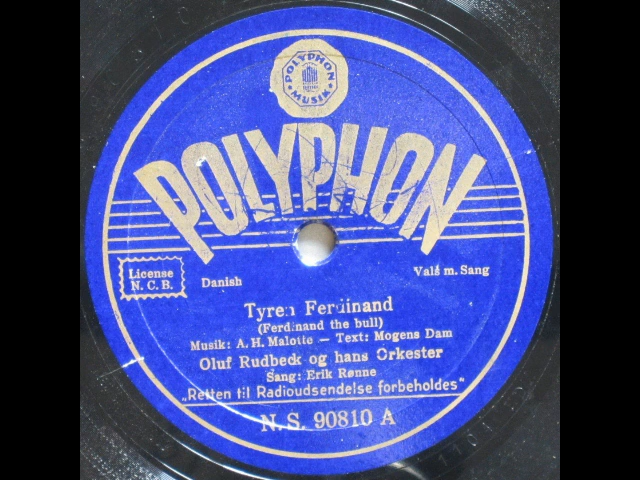 POLYPHON
MUSIK
POLYPHON
License
N. C. B.
Danish
Vals m. Sang
Tyren Ferdinand
(Ferdinand the bull)
Musik: A. H. Malotte — Text: Mogens Dam
Oluf Rudbeck og hans Orkester
Sang: Erik Rønne
„Retten til Radioudsendelse forbeholdes"
N. S. 90810 A